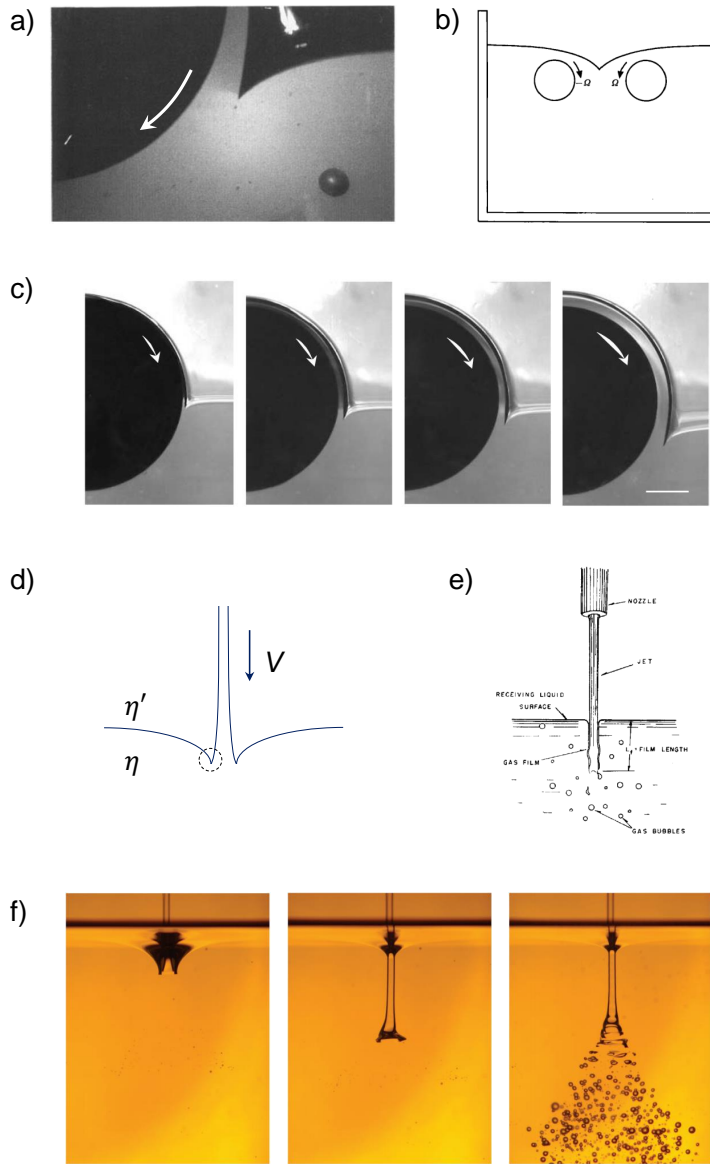 a)
b)
-Ω Ω
c)
d)
V
η′
η
e)
NOZZLE
JET
RECEIVING LIQUID
SURFACE
GAS FILM
FILM LENGTH
GAS BUBBLES
f)